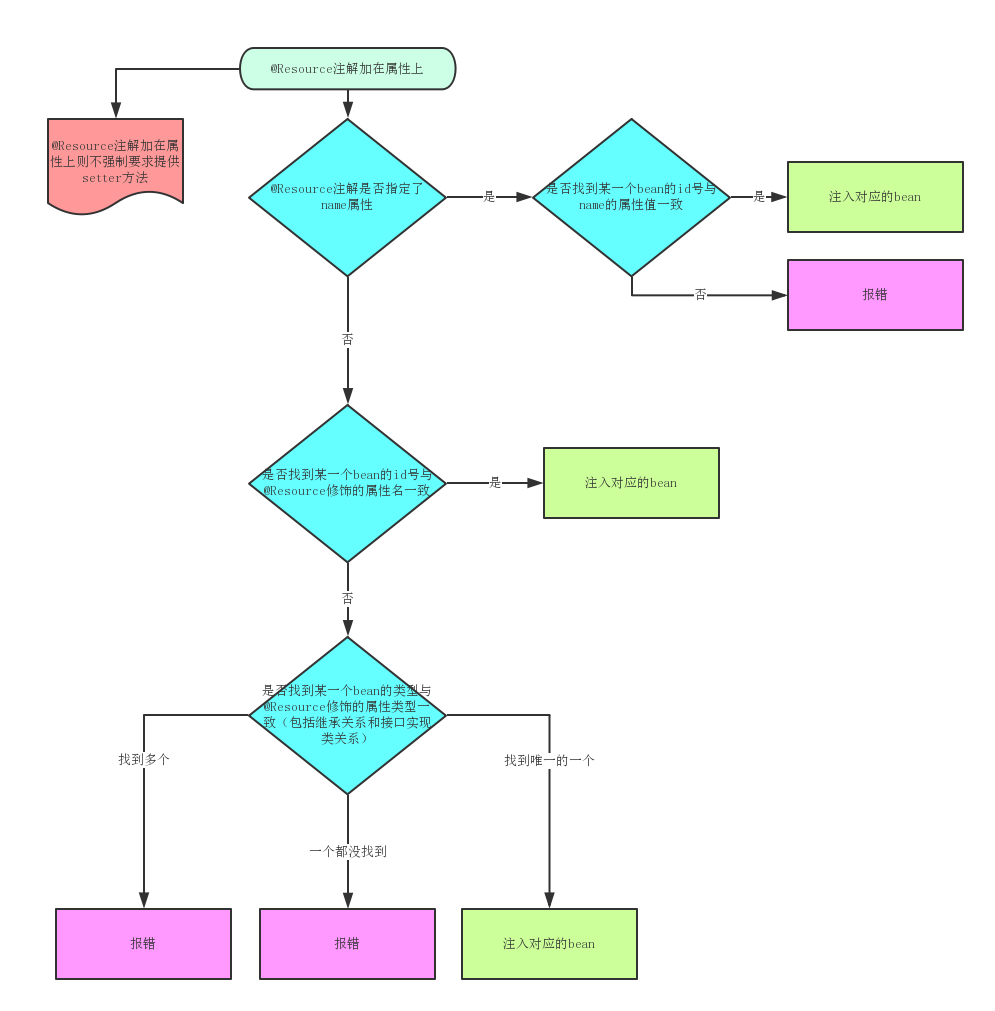 @Resource注解加在属性上
@Resource注解加在属
性上则不强制要求提供
setter方法
@Resource注解是否指定了
name属性
是
是否找到某一个bean的id号与
name的属性值一致
是
注入对应的bean
否
报错
否
是否找到某一个bean的id号与
@Resource修饰的属性名一致
是
注入对应的bean
否
是否找到某一个bean的类型与
@Resource修饰的属性类型一
致（包括继承关系和接口实现
类关系）
找到多个
找到唯一的一个
一个都没找到
报错
报错
注入对应的bean